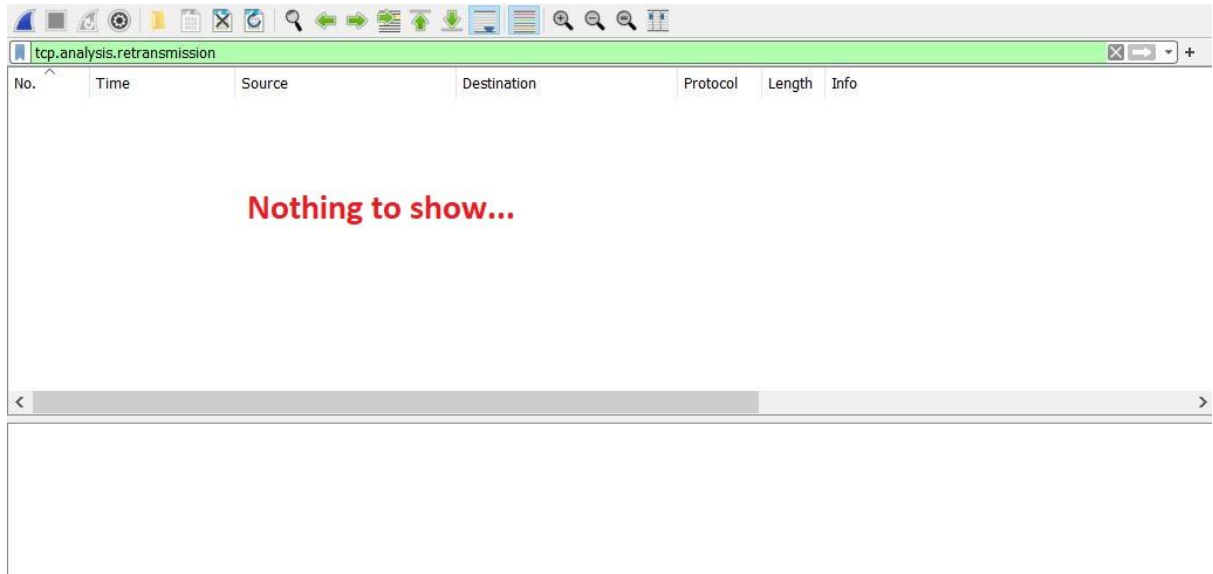 tcp.analysis.retransmission
No. Time Source Destination Protocol Length Info
Nothing to show...